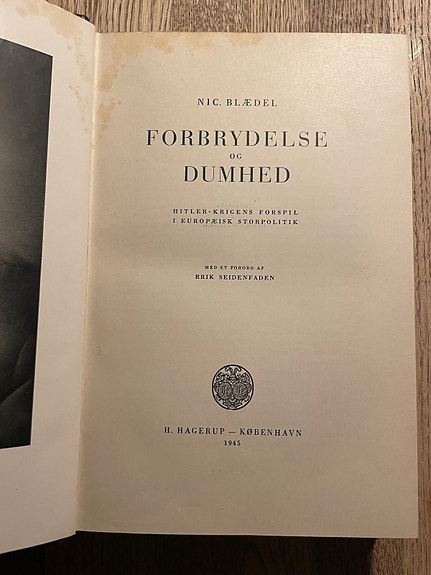 NIC. BLÆDEL
FORBRYDELSE
OG
DUMHED
HITLER-KRIGENS FORSPIL
I EUROPÆISK STORPOLITIK
MED ET FORORD AF
ERIK SEIDENFADEN
H. HAGERUP — KØBENHAVN
1945